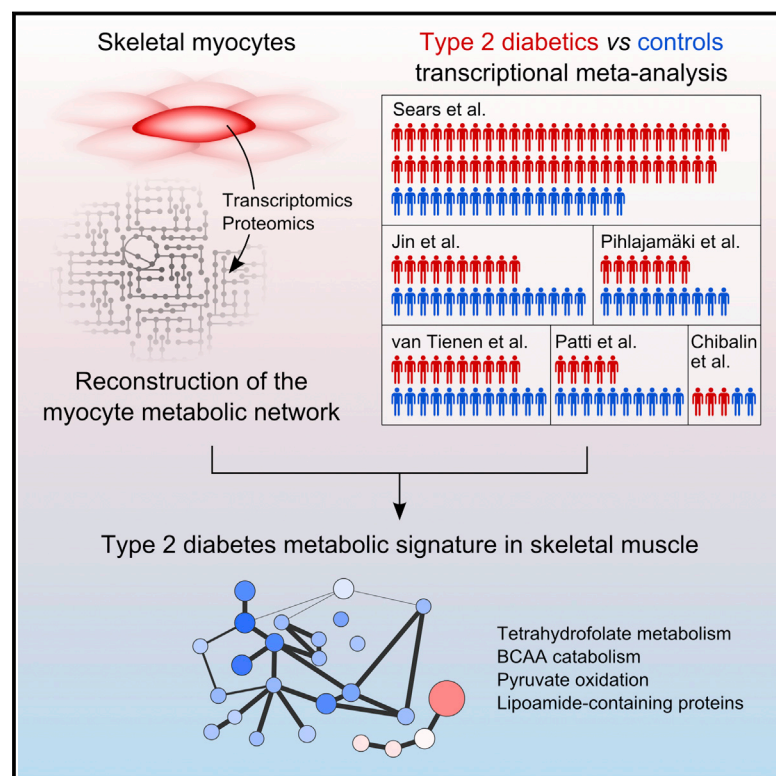 Skeletal myocytes
Transcriptomics
Proteomics
Reconstruction of the
myocyte metabolic network
Type 2 diabetics vs controls
transcriptional meta-analysis
Sears et al.
Jin et al.
Pihlajamäki et al.
van Tienen et al.
Patti et al.
Chibalin
et al.
Type 2 diabetes metabolic signature in skeletal muscle
Tetrahydrofolate metabolism
BCAA catabolism
Pyruvate oxidation
Lipoamide-containing proteins